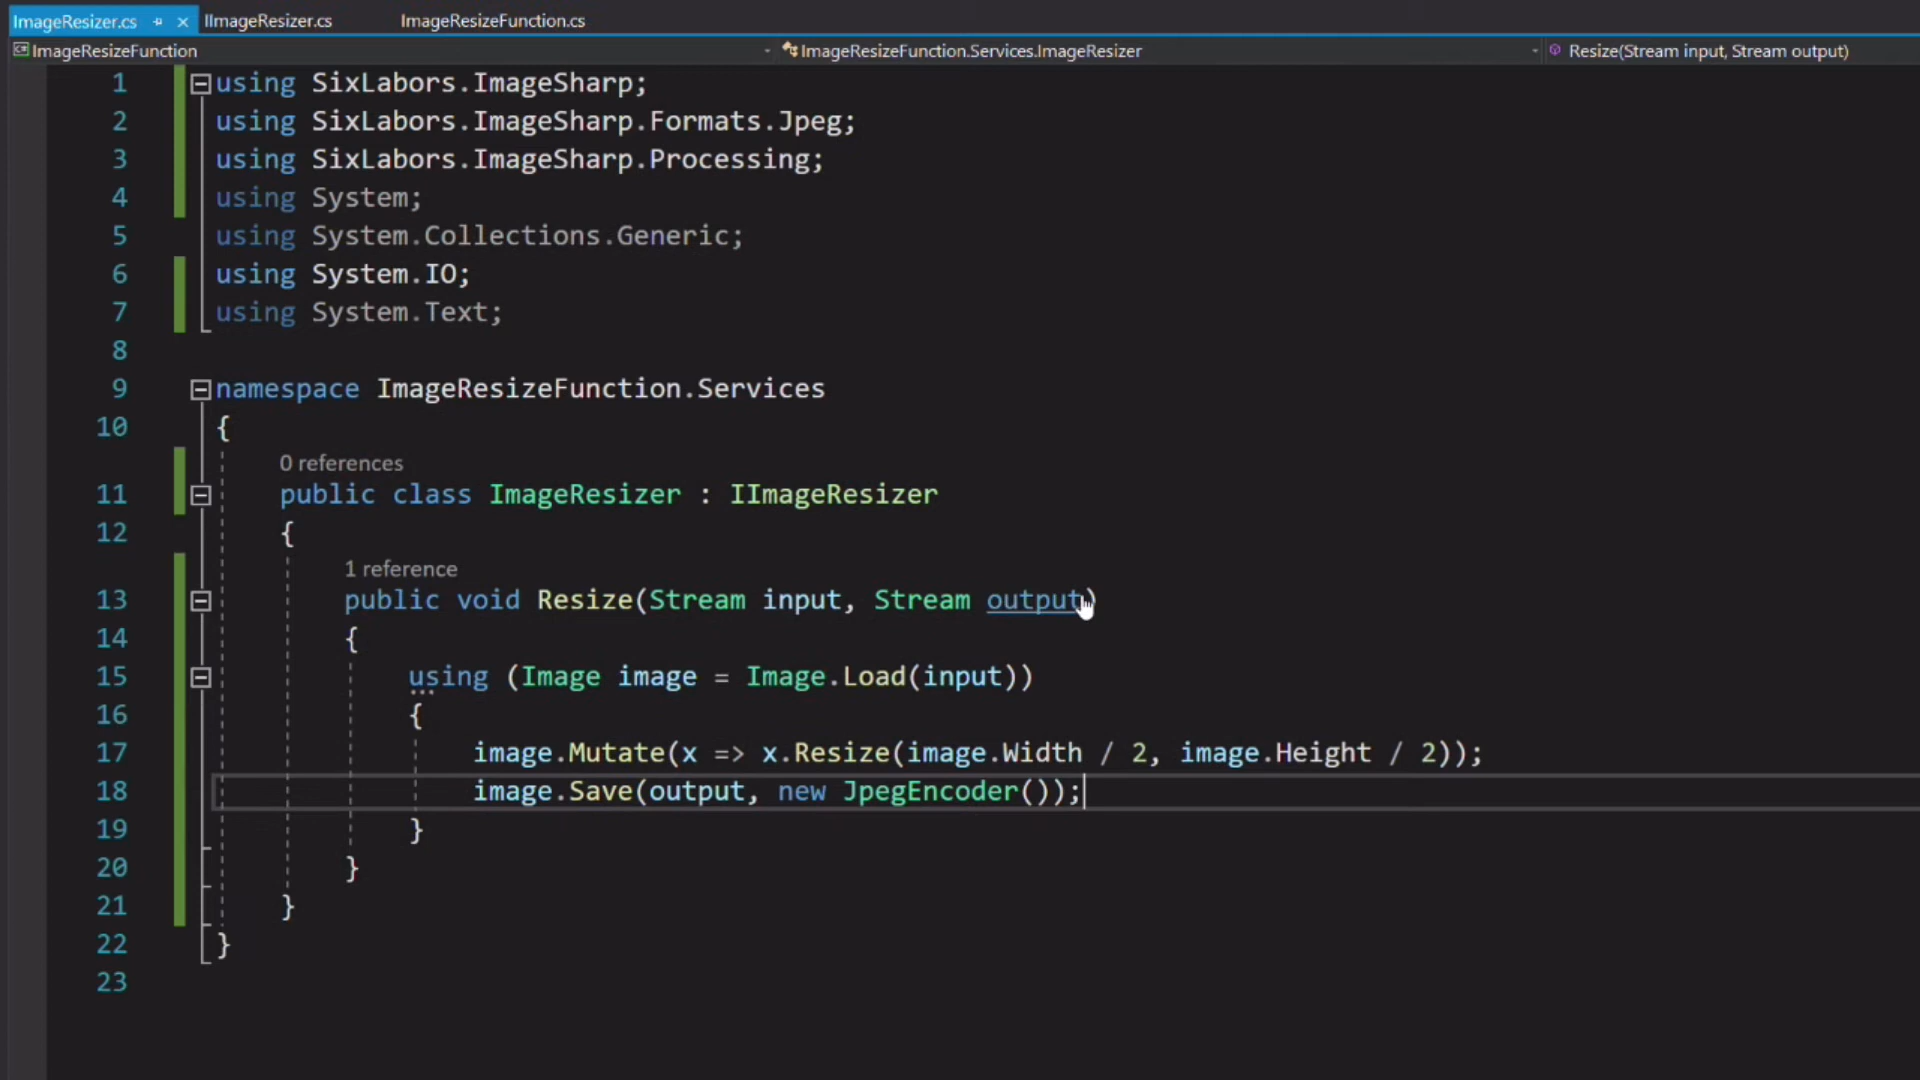 ImageResizer.cs IImageResizer.cs ImageResizeFunction.cs
ImageResizeFunction ImageResizeFunction.Services.ImageResizer Resize(Stream input, Stream output)
1 using SixLabors.ImageSharp;
2 using SixLabors.ImageSharp.Formats.Jpeg;
3 using SixLabors.ImageSharp.Processing;
4 using System;
5 using System.Collections.Generic;
6 using System.IO;
7 using System.Text;
8
9 namespace ImageResizeFunction.Services
10 {
0 references
11 public class ImageResizer : IImageResizer
12 {
1 reference
13 public void Resize(Stream input, Stream output)
14 {
15 using (Image image = Image.Load(input))
16 {
17 image.Mutate(x => x.Resize(image.Width / 2, image.Height / 2));
18 image.Save(output, new JpegEncoder());
19 }
20 }
21 }
22 }
23